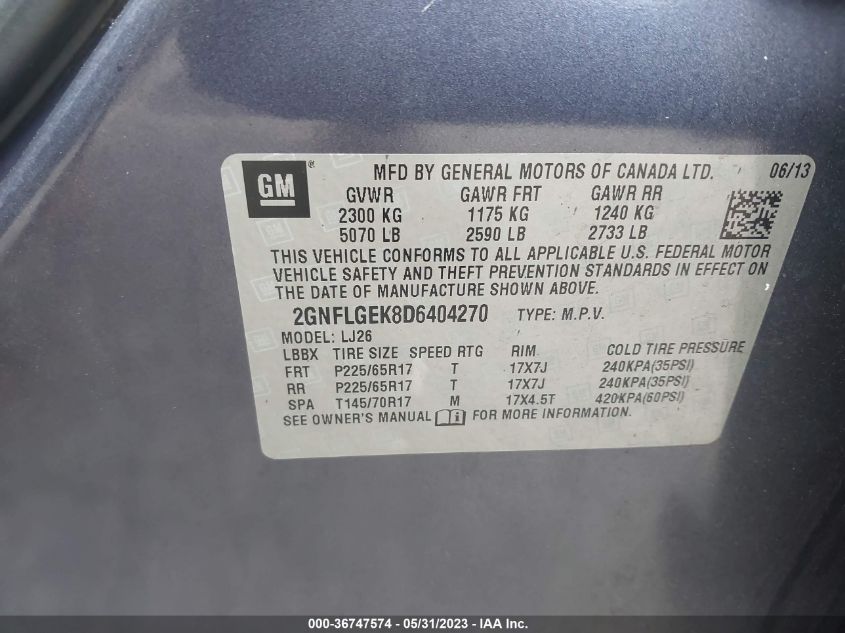 GM ® MFD BY GENERAL MOTORS OF CANADA LTD. 06/13
GVWR GAWR FRT GAWR RR
2300 KG 1175 KG 1240 KG
5070 LB 2590 LB 2733 LB
THIS VEHICLE CONFORMS TO ALL APPLICABLE U.S. FEDERAL MOTOR
VEHICLE SAFETY AND THEFT PREVENTION STANDARDS IN EFFECT ON
THE DATE OF MANUFACTURE SHOWN ABOVE.
2GNFLGEK8D6404270 TYPE: M.P.V.
MODEL: LJ26
LBBX TIRE SIZE SPEED RTG RIM COLD TIRE PRESSURE
FRT P225/65R17 T 17X7J 240KPA(35PSI)
RR P225/65R17 T 17X7J 240KPA(35PSI)
SPA T145/70R17 M 17X4.5T 420KPA(60PSI)
SEE OWNER'S MANUAL FOR MORE INFORMATION.
000-36747574 / 05/31/2023 - IAA Inc.